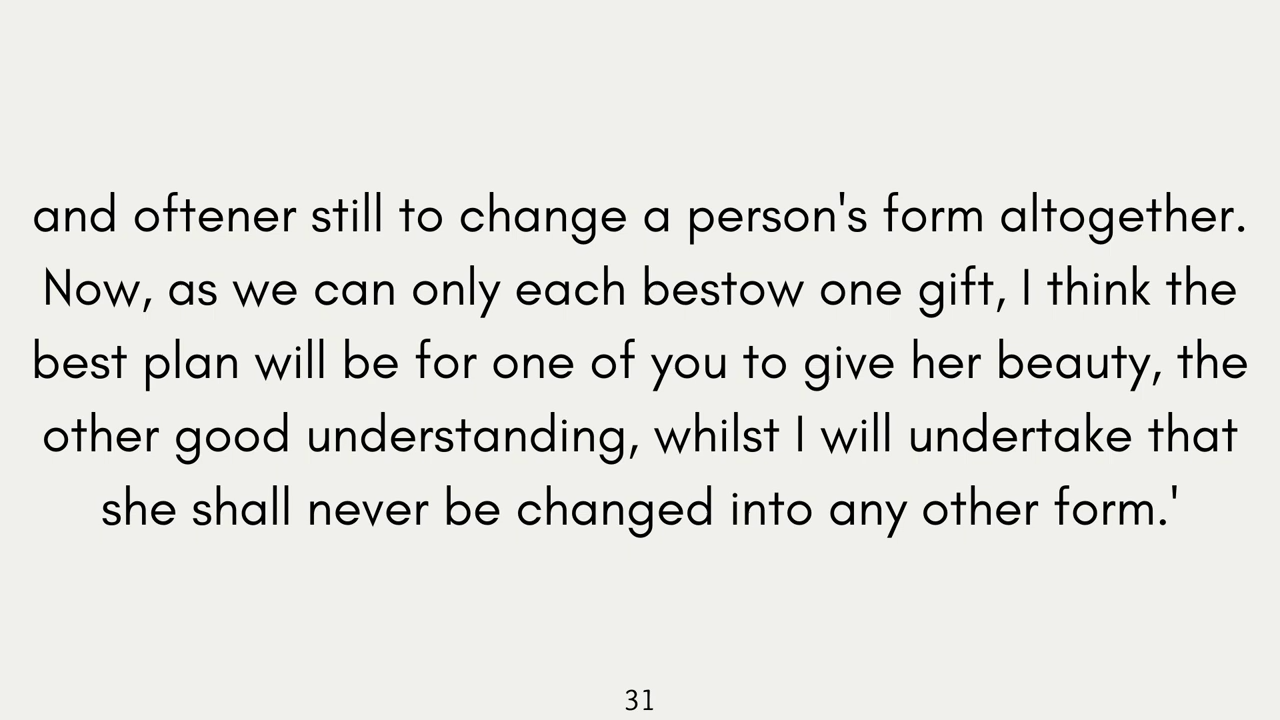 and oftener still to change a person's form altogether.
Now, as we can only each bestow one gift, I think the
best plan will be for one of you to give her beauty, the
other good understanding, whilst I will undertake that
she shall never be changed into any other form.'
31